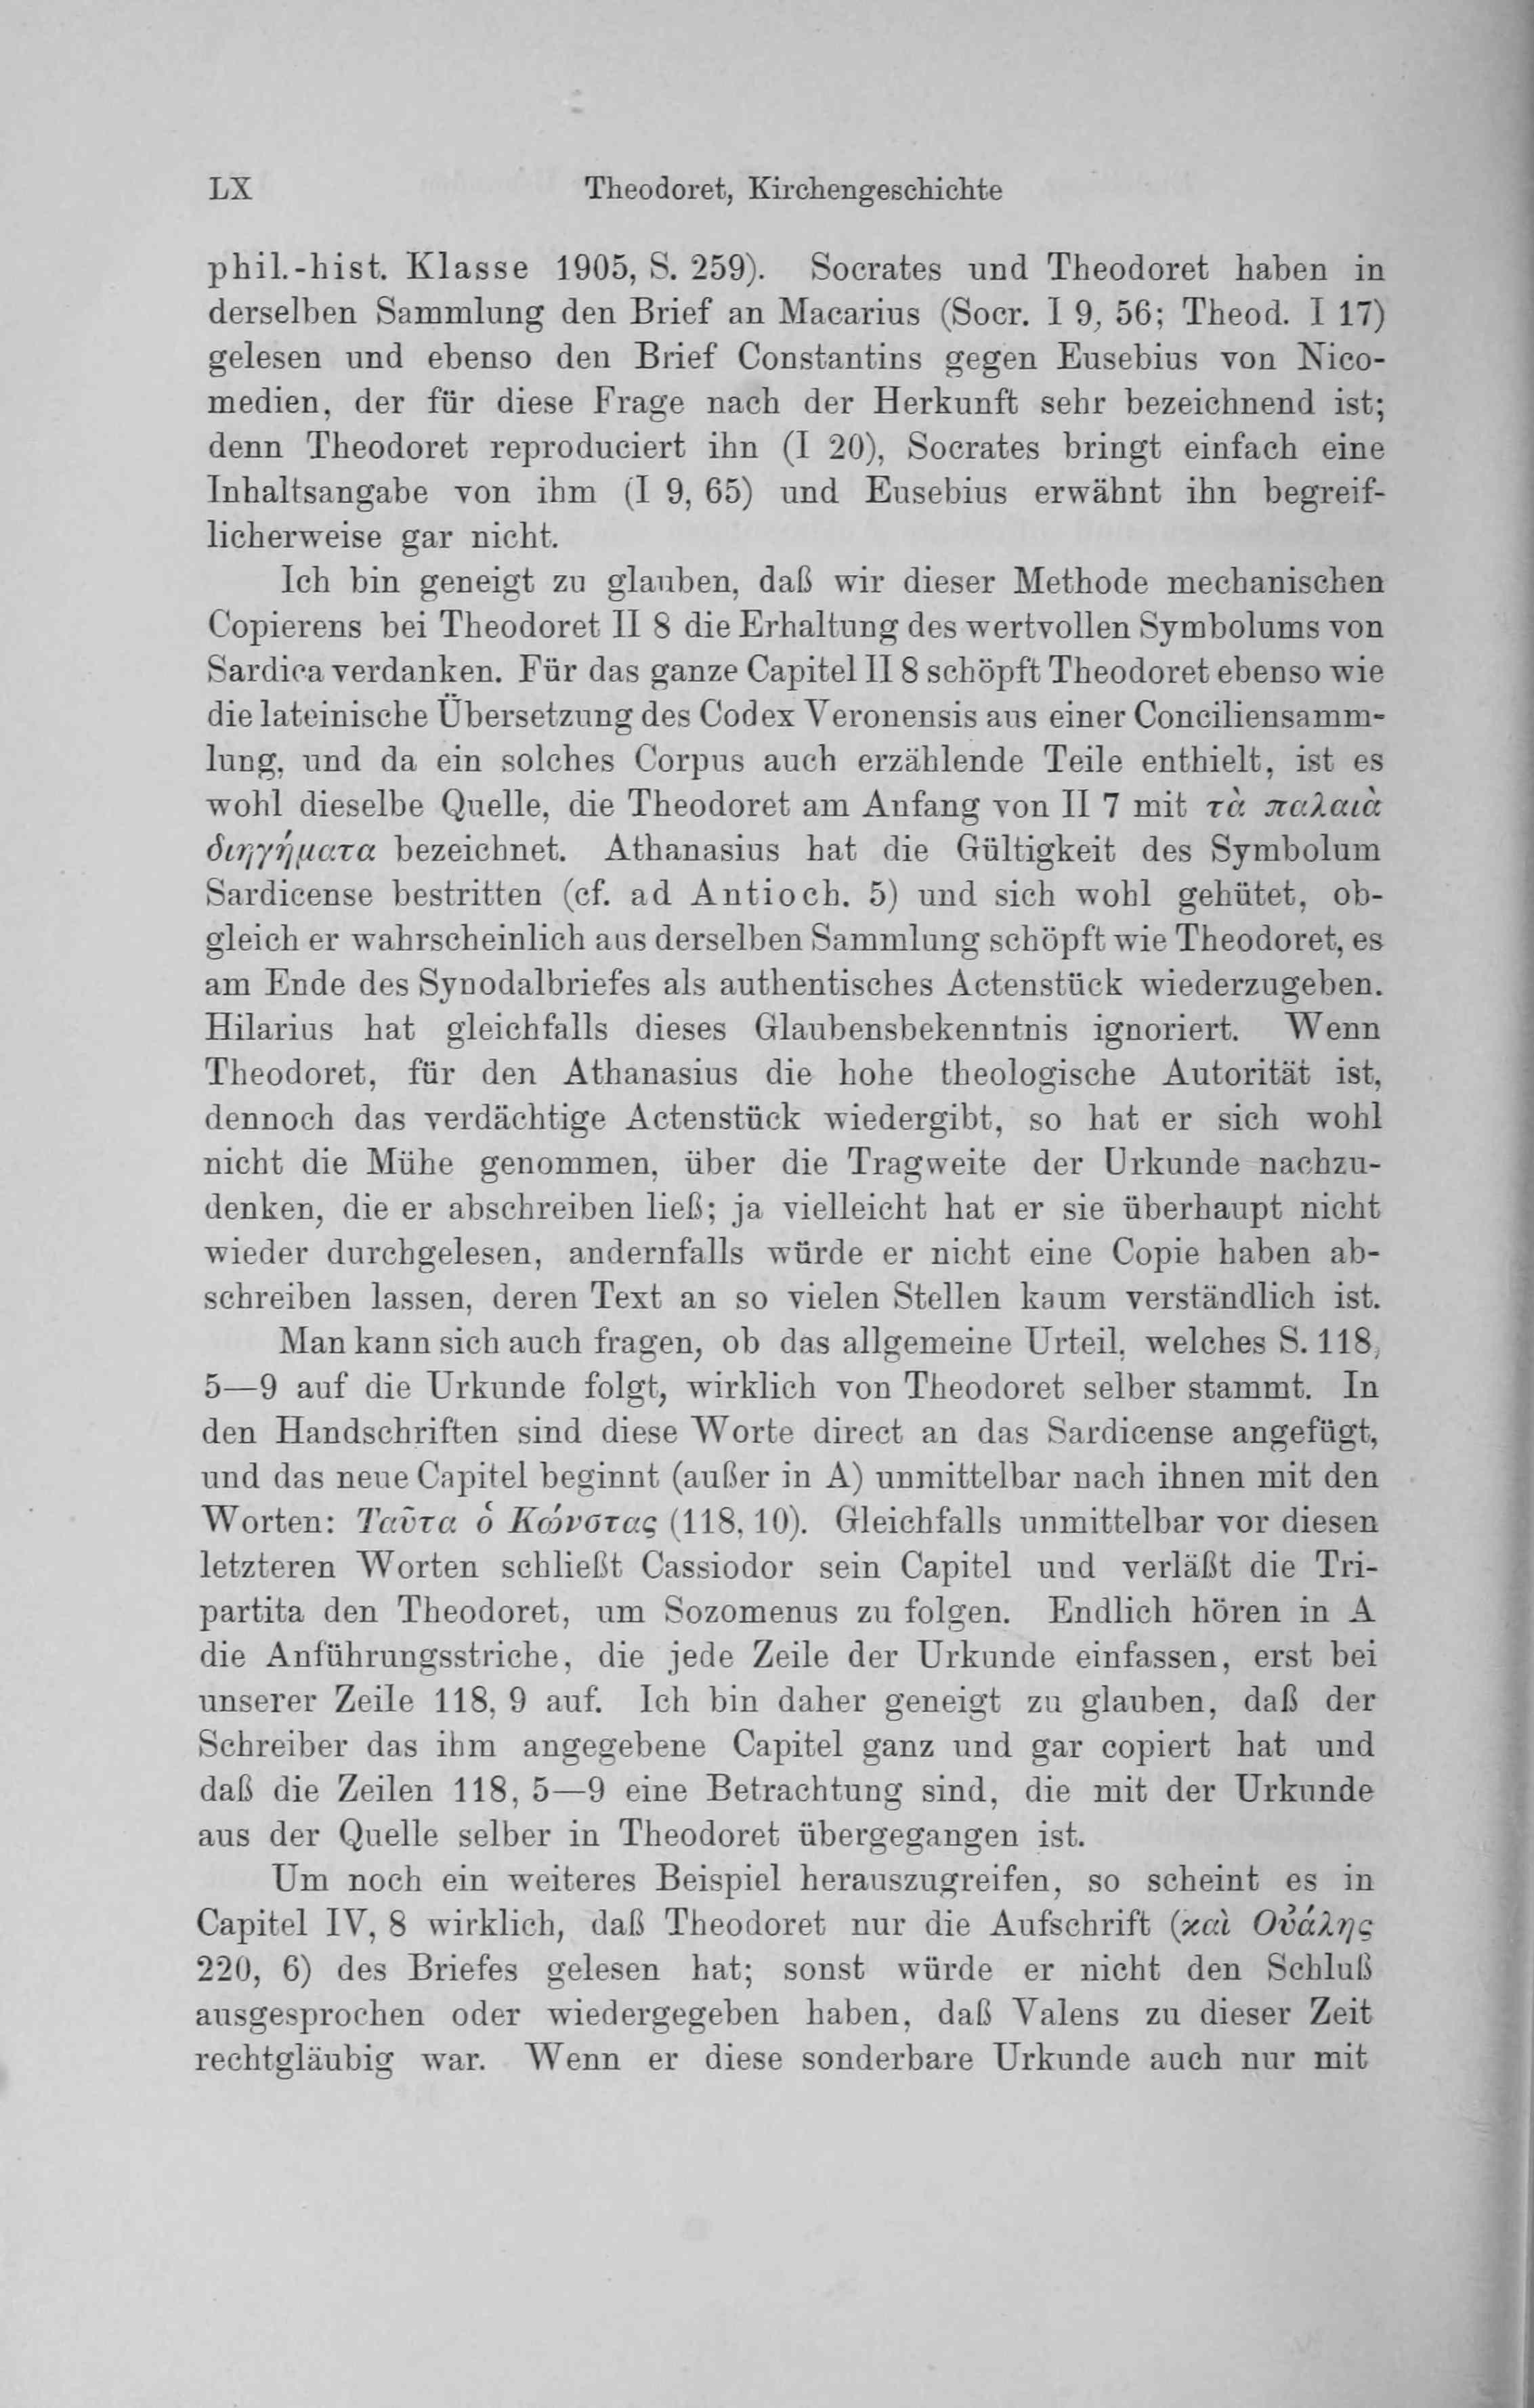 LX Theodoret, Kirchengeschichte
phil.-hist. Klasse 1905, S. 259). Socrates und Theodoret haben in
derselben Sammlung den Brief an Macarius (Socr. I 9, 56; Theod. I 17)
gelesen und ebenso den Brief Constantins gegen Eusebius von Nico-
medien, der für diese Frage nach der Herkunft sehr bezeichnend ist;
denn Theodoret reproduciert ihn (I 20), Socrates bringt einfach eine
Inhaltsangabe von ihm (I 9, 65) und Eusebius erwähnt ihn begreif-
licherweise gar nicht.
Ich bin geneigt zu glauben, daß wir dieser Methode mechanischen
Copierens bei Theodoret II 8 die Erhaltung des wertvollen Symbolums von
Sardica verdanken. Für das ganze Capitel II 8 schöpft Theodoret ebenso wie
die lateinische Übersetzung des Codex Veronensis aus einer Conciliensamm-
lung, und da ein solches Corpus auch erzählende Teile enthielt, ist es
wohl dieselbe Quelle, die Theodoret am Anfang von II 7 mit τὰ παλαιὰ
διηγήματα bezeichnet. Athanasius hat die Gültigkeit des Symbolum
Sardicense bestritten (cf. ad Antioch. 5) und sich wohl gehütet, ob-
gleich er wahrscheinlich aus derselben Sammlung schöpft wie Theodoret, es
am Ende des Synodalbriefes als authentisches Actenstück wiederzugeben.
Hilarius hat gleichfalls dieses Glaubensbekenntnis ignoriert. Wenn
Theodoret, für den Athanasius die hohe theologische Autorität ist,
dennoch das verdächtige Actenstück wiedergibt, so hat er sich wohl
nicht die Mühe genommen, über die Tragweite der Urkunde nachzu-
denken, die er abschreiben ließ; ja vielleicht hat er sie überhaupt nicht
wieder durchgelesen, andernfalls würde er nicht eine Copie haben ab-
schreiben lassen, deren Text an so vielen Stellen kaum verständlich ist.
Man kann sich auch fragen, ob das allgemeine Urteil, welches S. 118,
5—9 auf die Urkunde folgt, wirklich von Theodoret selber stammt. In
den Handschriften sind diese Worte direct an das Sardicense angefügt,
und das neue Capitel beginnt (außer in A) unmittelbar nach ihnen mit den
Worten: Ταῦτα ὁ Κώνστας (118, 10). Gleichfalls unmittelbar vor diesen
letzteren Worten schließt Cassiodor sein Capitel und verläßt die Tri-
partita den Theodoret, um Sozomenus zu folgen. Endlich hören in A
die Anführungsstriche, die jede Zeile der Urkunde einfassen, erst bei
unserer Zeile 118, 9 auf. Ich bin daher geneigt zu glauben, daß der
Schreiber das ihm angegebene Capitel ganz und gar copiert hat und
daß die Zeilen 118, 5—9 eine Betrachtung sind, die mit der Urkunde
aus der Quelle selber in Theodoret übergegangen ist.
Um noch ein weiteres Beispiel herauszugreifen, so scheint es in
Capitel IV, 8 wirklich, daß Theodoret nur die Aufschrift (καὶ Οὐάλης
220, 6) des Briefes gelesen hat; sonst würde er nicht den Schluß
ausgesprochen oder wiedergegeben haben, daß Valens zu dieser Zeit
rechtgläubig war. Wenn er diese sonderbare Urkunde auch nur mit